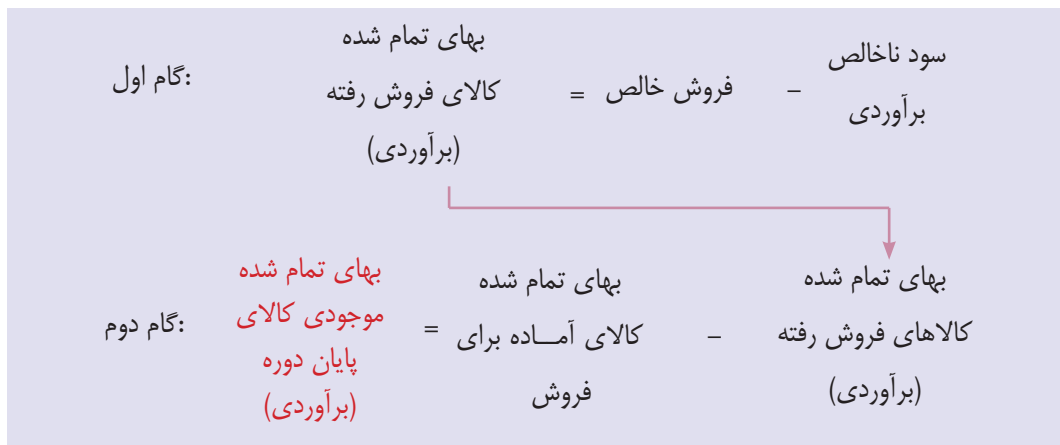 گام اول:
بهای تمام شده
کالای فروش رفته
(برآوردی)
=
فروش خالص
–
سود ناخالص
برآوردی
گام دوم:
بهای تمام شده
موجودی کالای
پایان دوره
(برآوردی)
=
بهای تمام شده
کالای آمـــاده برای
فروش
–
بهای تمام شده
کالاهای فروش رفته
(برآوردی)